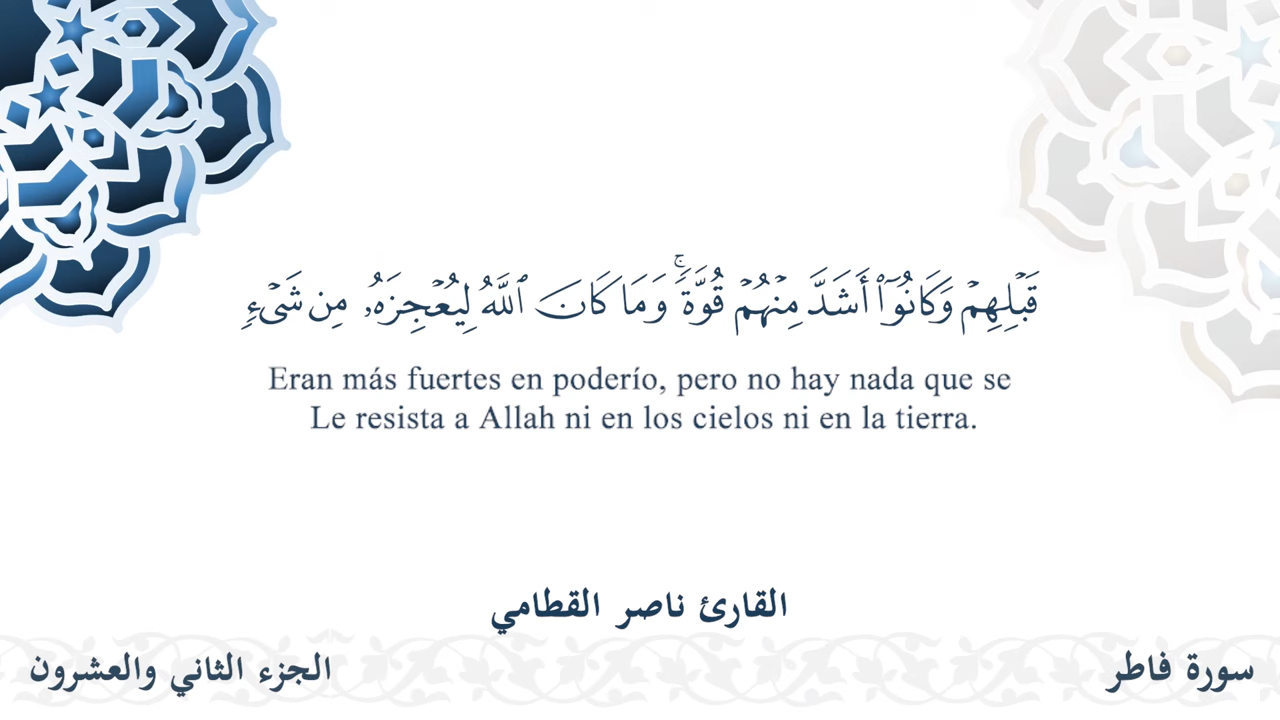 قَبۡلِهِمۡ وَكَانُوٓاْ أَشَدَّ مِنۡهُمۡ قُوَّةٗۚ وَمَا كَانَ ٱللَّهُ لِيُعۡجِزَهُۥ مِن شَيۡءٖ
Eran más fuertes en poderío, pero no hay nada que se
Le resista a Allah ni en los cielos ni en la tierra.
القارئ ناصر القطامي
سورة فاطر
الجزء الثاني والعشرون